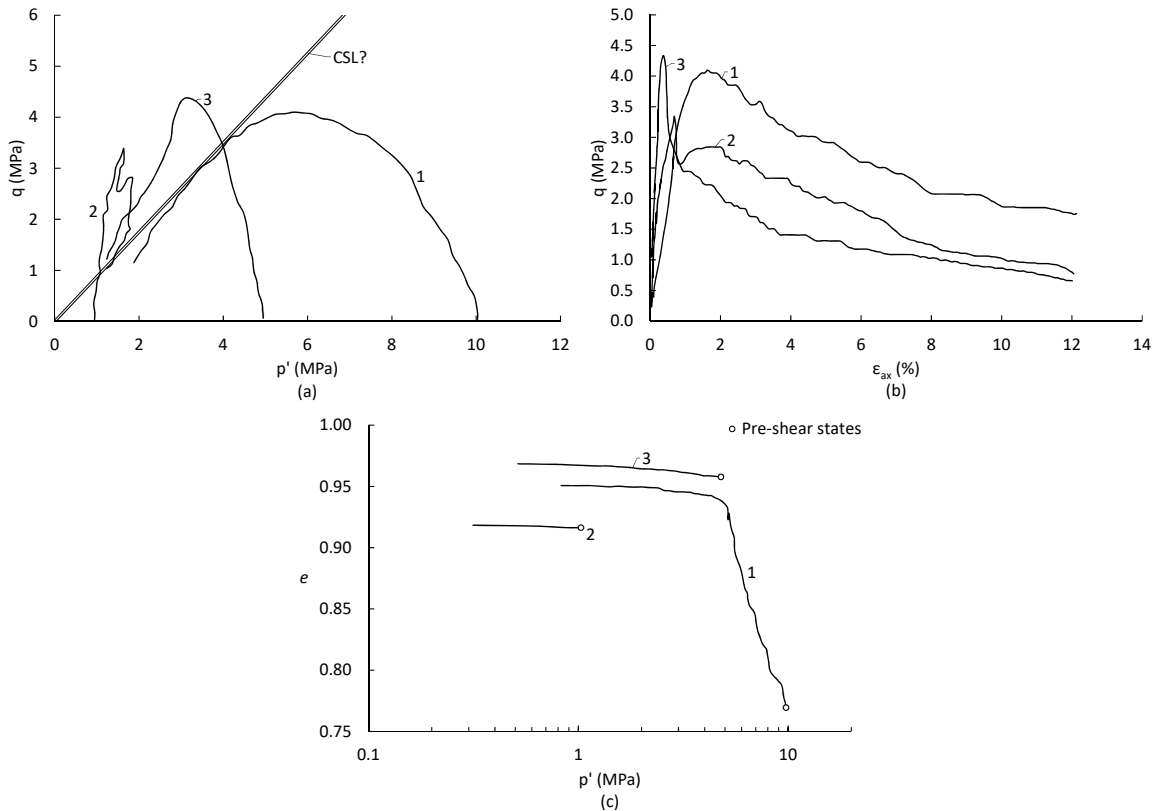 6
5
4
3
2
1
0
q (MPa)
CSL?
3
1
2
0 2 4 6 8 10 12
p' (MPa)
(a)
5.0
4.5
4.0
3.5
3.0
2.5
2.0
1.5
1.0
0.5
0.0
q (MPa)
3
1
2
0 2 4 6 8 10 12 14
εax (%)
(b)
1.00
0.95
0.90
0.85
0.80
0.75
e
Pre-shear states
3
2
1
0.1 1 10
p' (MPa)
(c)